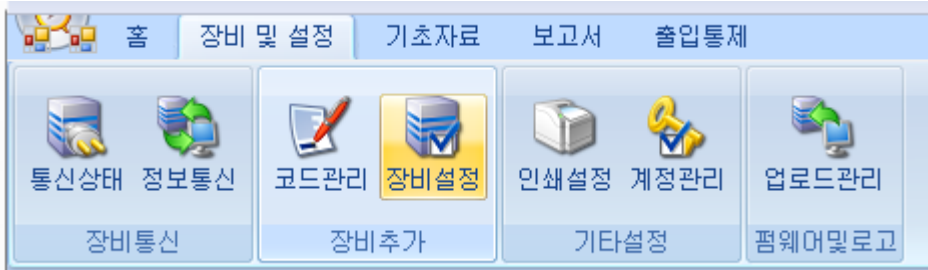 홈 장비 및 설정 기초자료 보고서 출입통제
통신상태 정보통신 코드관리 장비설정 인쇄설정 계정관리 업로드관리
장비통신 장비추가 기타설정 펌웨어및로고